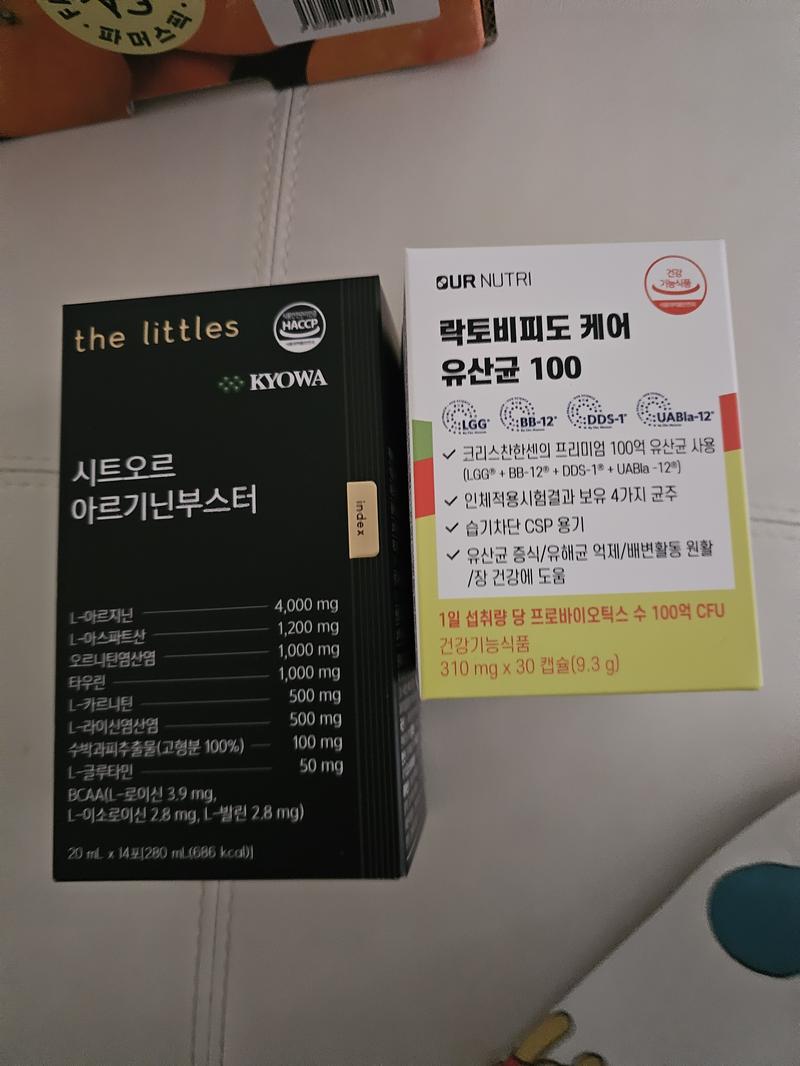 파머스픽
the littles
HACCP
KYOWA
시트오르
아르기닌부스터
index
L-아르지닌 4,000 mg
L-아스파트산 1,200 mg
오르니틴염산염 1,000 mg
타우린 1,000 mg
L-카르니틴 500 mg
L-라이신염산염 500 mg
수박과피추출물(고형분 100%) 100 mg
L-글루타민 50 mg
BCAA(L-로이신 3.9 mg,
L-이소로이신 2.8 mg, L-발린 2.8 mg)
20 mL x 14포[280 mL(686 kcal)]
OUR NUTRI
건강
기능식품
락토비피도 케어
유산균 100
LGG® BB-12® DDS-1® UABla-12®
✓ 크리스찬한센의 프리미엄 100억 유산균 사용
(LGG® + BB-12® + DDS-1® + UABla -12®)
✓ 인체적용시험결과 보유 4가지 균주
✓ 습기차단 CSP 용기
✓ 유산균 증식/유해균 억제/배변활동 원활
/장 건강에 도움
1일 섭취량 당 프로바이오틱스 수 100억 CFU
건강기능식품
310 mg x 30 캡슐(9.3 g)